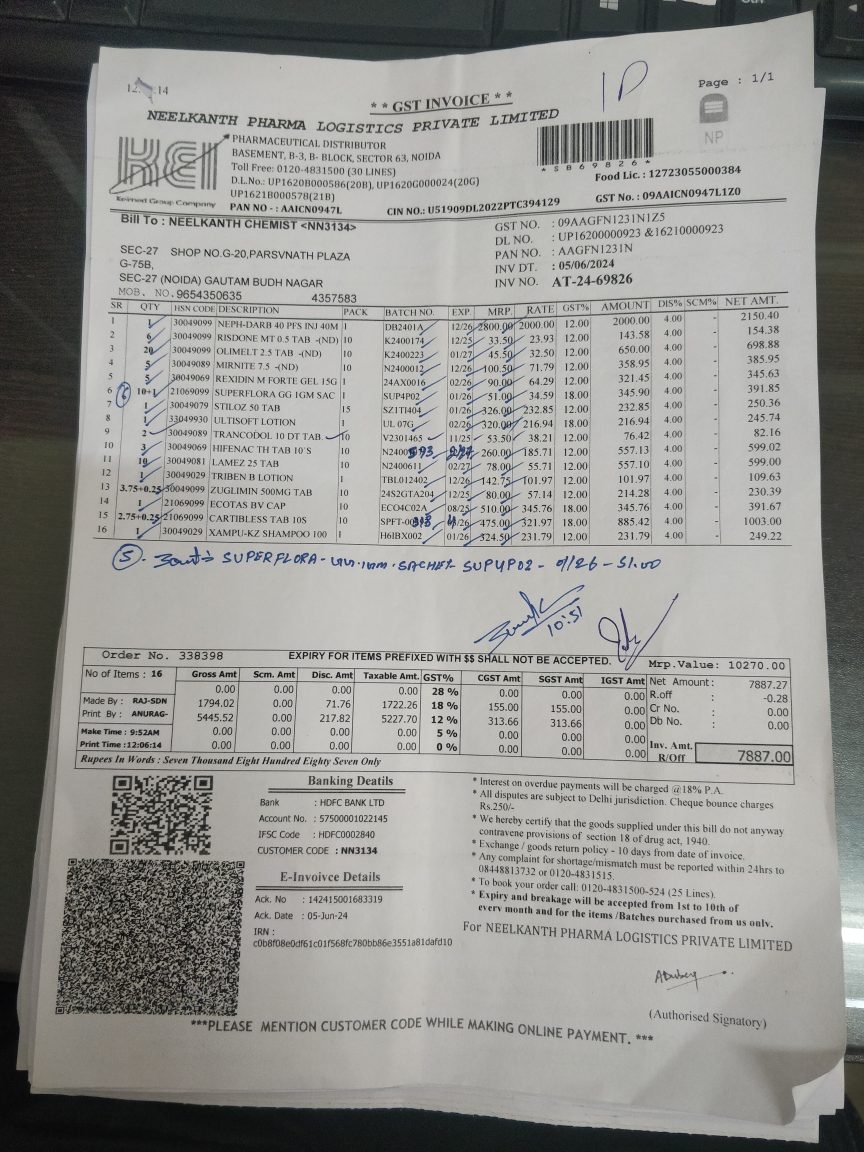 12. .14
1P
Page : 1/1
* * GST INVOICE * *
NEELKANTH PHARMA LOGISTICS PRIVATE LIMITED
KEI
Keimed Group Company
PHARMACEUTICAL DISTRIBUTOR
BASEMENT, B-3, B- BLOCK, SECTOR 63, NOIDA
Toll Free: 0120-4831500 (30 LINES)
D.L.No.: UP1620B000586(20B), UP1620G000024(20G)
UP1621B000578(21B)
PAN NO - : AAICN0947L
CIN NO.: U51909DL2022PTC394129
*SB69826*
NP
Food Lic. : 12723055000384
GST No. : 09AAICN0947L1Z0
Bill To : NEELKANTH CHEMIST <NN3134>
SEC-27 SHOP NO.G-20,PARSVNATH PLAZA
G-75B,
SEC-27 (NOIDA) GAUTAM BUDH NAGAR
MOB. NO.9654350635 4357583
GST NO. : 09AAGFN1231N1Z5
DL NO. : UP16200000923 &16210000923
PAN NO. : AAGFN1231N
INV DT. : 05/06/2024
INV NO. AT-24-69826
SR QTY HSN CODE DESCRIPTION PACK BATCH NO. EXP. MRP. RATE GST% AMOUNT DIS% SCM% NET AMT.
1 1 30049099 NEPH-DARB 40 PFS INJ 40M 1 DB2401A 12/26 2800.00 2000.00 12.00 2000.00 4.00 - 2150.40
2 6 30049099 RISDONE MT 0.5 TAB -(ND) 10 K2400174 12/25 33.50 23.93 12.00 143.58 4.00 - 154.38
3 20 30049099 OLIMELT 2.5 TAB -(ND) 10 K2400223 01/27 45.50 32.50 12.00 650.00 4.00 - 698.88
4 5 30049089 MIRNITE 7.5 -(ND) 10 N2400012 12/26 100.50 71.79 12.00 358.95 4.00 - 385.95
5 5 30049069 REXIDIN M FORTE GEL 15G 1 24AX0016 02/26 90.00 64.29 12.00 321.45 4.00 - 345.63
6 10+1 21069099 SUPERFLORA GG 1GM SAC 1 SUP4P02 01/26 51.00 34.59 18.00 345.90 4.00 - 391.85
7 1 30049079 STILOZ 50 TAB 15 SZ1TI404 01/26 326.00 232.85 12.00 232.85 4.00 - 250.36
8 1 33049930 ULTISOFT LOTION 1 UL 07G 02/26 320.00 216.94 18.00 216.94 4.00 - 245.74
9 2 30049089 TRANCODOL 10 DT TAB. 10 V2301465 11/25 53.50 38.21 12.00 76.42 4.00 - 82.16
10 3 30049069 HIFENAC TH TAB 10`S 10 N2400 593 2/27 260.00 185.71 12.00 557.13 4.00 - 599.02
11 10 30049081 LAMEZ 25 TAB 10 N2400611 02/27 78.00 55.71 12.00 557.10 4.00 - 599.00
12 1 30049029 TRIBEN B LOTION 1 TBL012402 12/26 142.75 101.97 12.00 101.97 4.00 - 109.63
13 3.75+0.25 30049099 ZUGLIMIN 500MG TAB 10 24S2GTA204 12/25 80.00 57.14 12.00 214.28 4.00 - 230.39
14 1 21069099 ECOTAS BV CAP 10 ECO4C02A 08/25 510.00 345.76 18.00 345.76 4.00 - 391.67
15 2.75+0.25 21069099 CARTIBLESS TAB 10S 10 SPFT-00 /26 475.00 321.97 18.00 885.42 4.00 - 1003.00
16 1 30049029 XAMPU-KZ SHAMPOO 100 1 H6IBX002 01/26 324.50 231.79 12.00 231.79 4.00 - 249.22
5 SUPERFLORA - SACHET SUP4P02 - 01/26 - 51.00
10:51
Order No. 338398 EXPIRY FOR ITEMS PREFIXED WITH $$ SHALL NOT BE ACCEPTED. Mrp.Value: 10270.00
No of Items : 16
Made By : RAJ-SDN
Print By : ANURAG-
Make Time : 9:52AM
Print Time :12:06:14
Gross Amt Scm. Amt Disc. Amt Taxable Amt. GST% CGST Amt SGST Amt IGST Amt
0.00 0.00 0.00 0.00 28 % 0.00 0.00 0.00
1794.02 0.00 71.76 1722.26 18 % 155.00 155.00 0.00
5445.52 0.00 217.82 5227.70 12 % 313.66 313.66 0.00
0.00 0.00 0.00 0.00 5 % 0.00 0.00 0.00
0.00 0.00 0.00 0.00 0 % 0.00 0.00 0.00
Net Amount: 7887.27
R.off : -0.28
Cr No. : 0.00
Db No. : 0.00
Inv. Amt. R/Off 7887.00
Rupees In Words : Seven Thousand Eight Hundred Eighty Seven Only
Banking Deatils
Bank : HDFC BANK LTD
Account No. : 57500001022145
IFSC Code : HDFC0002840
CUSTOMER CODE : NN3134
E-Invoivce Details
Ack. No : 142415001683319
Ack. Date : 05-Jun-24
IRN :
c0b8f08e0df61c01f568fc780bb86e3551a81dafd10
* Interest on overdue payments will be charged @18% P.A.
* All disputes are subject to Delhi jurisdiction. Cheque bounce charges
Rs.250/-
* We hereby certify that the goods supplied under this bill do not anyway
contravene provisions of section 18 of drug act, 1940.
* Exchange / goods return policy - 10 days from date of invoice.
* Any complaint for shortage/mismatch must be reported within 24hrs to
08448813732 or 0120-4831515.
* To book your order call: 0120-4831500-524 (25 Lines).
* Expiry and breakage will be accepted from 1st to 10th of
every month and for the items /Batches purchased from us only.
For NEELKANTH PHARMA LOGISTICS PRIVATE LIMITED
ADubey
(Authorised Signatory)
***PLEASE MENTION CUSTOMER CODE WHILE MAKING ONLINE PAYMENT. ***